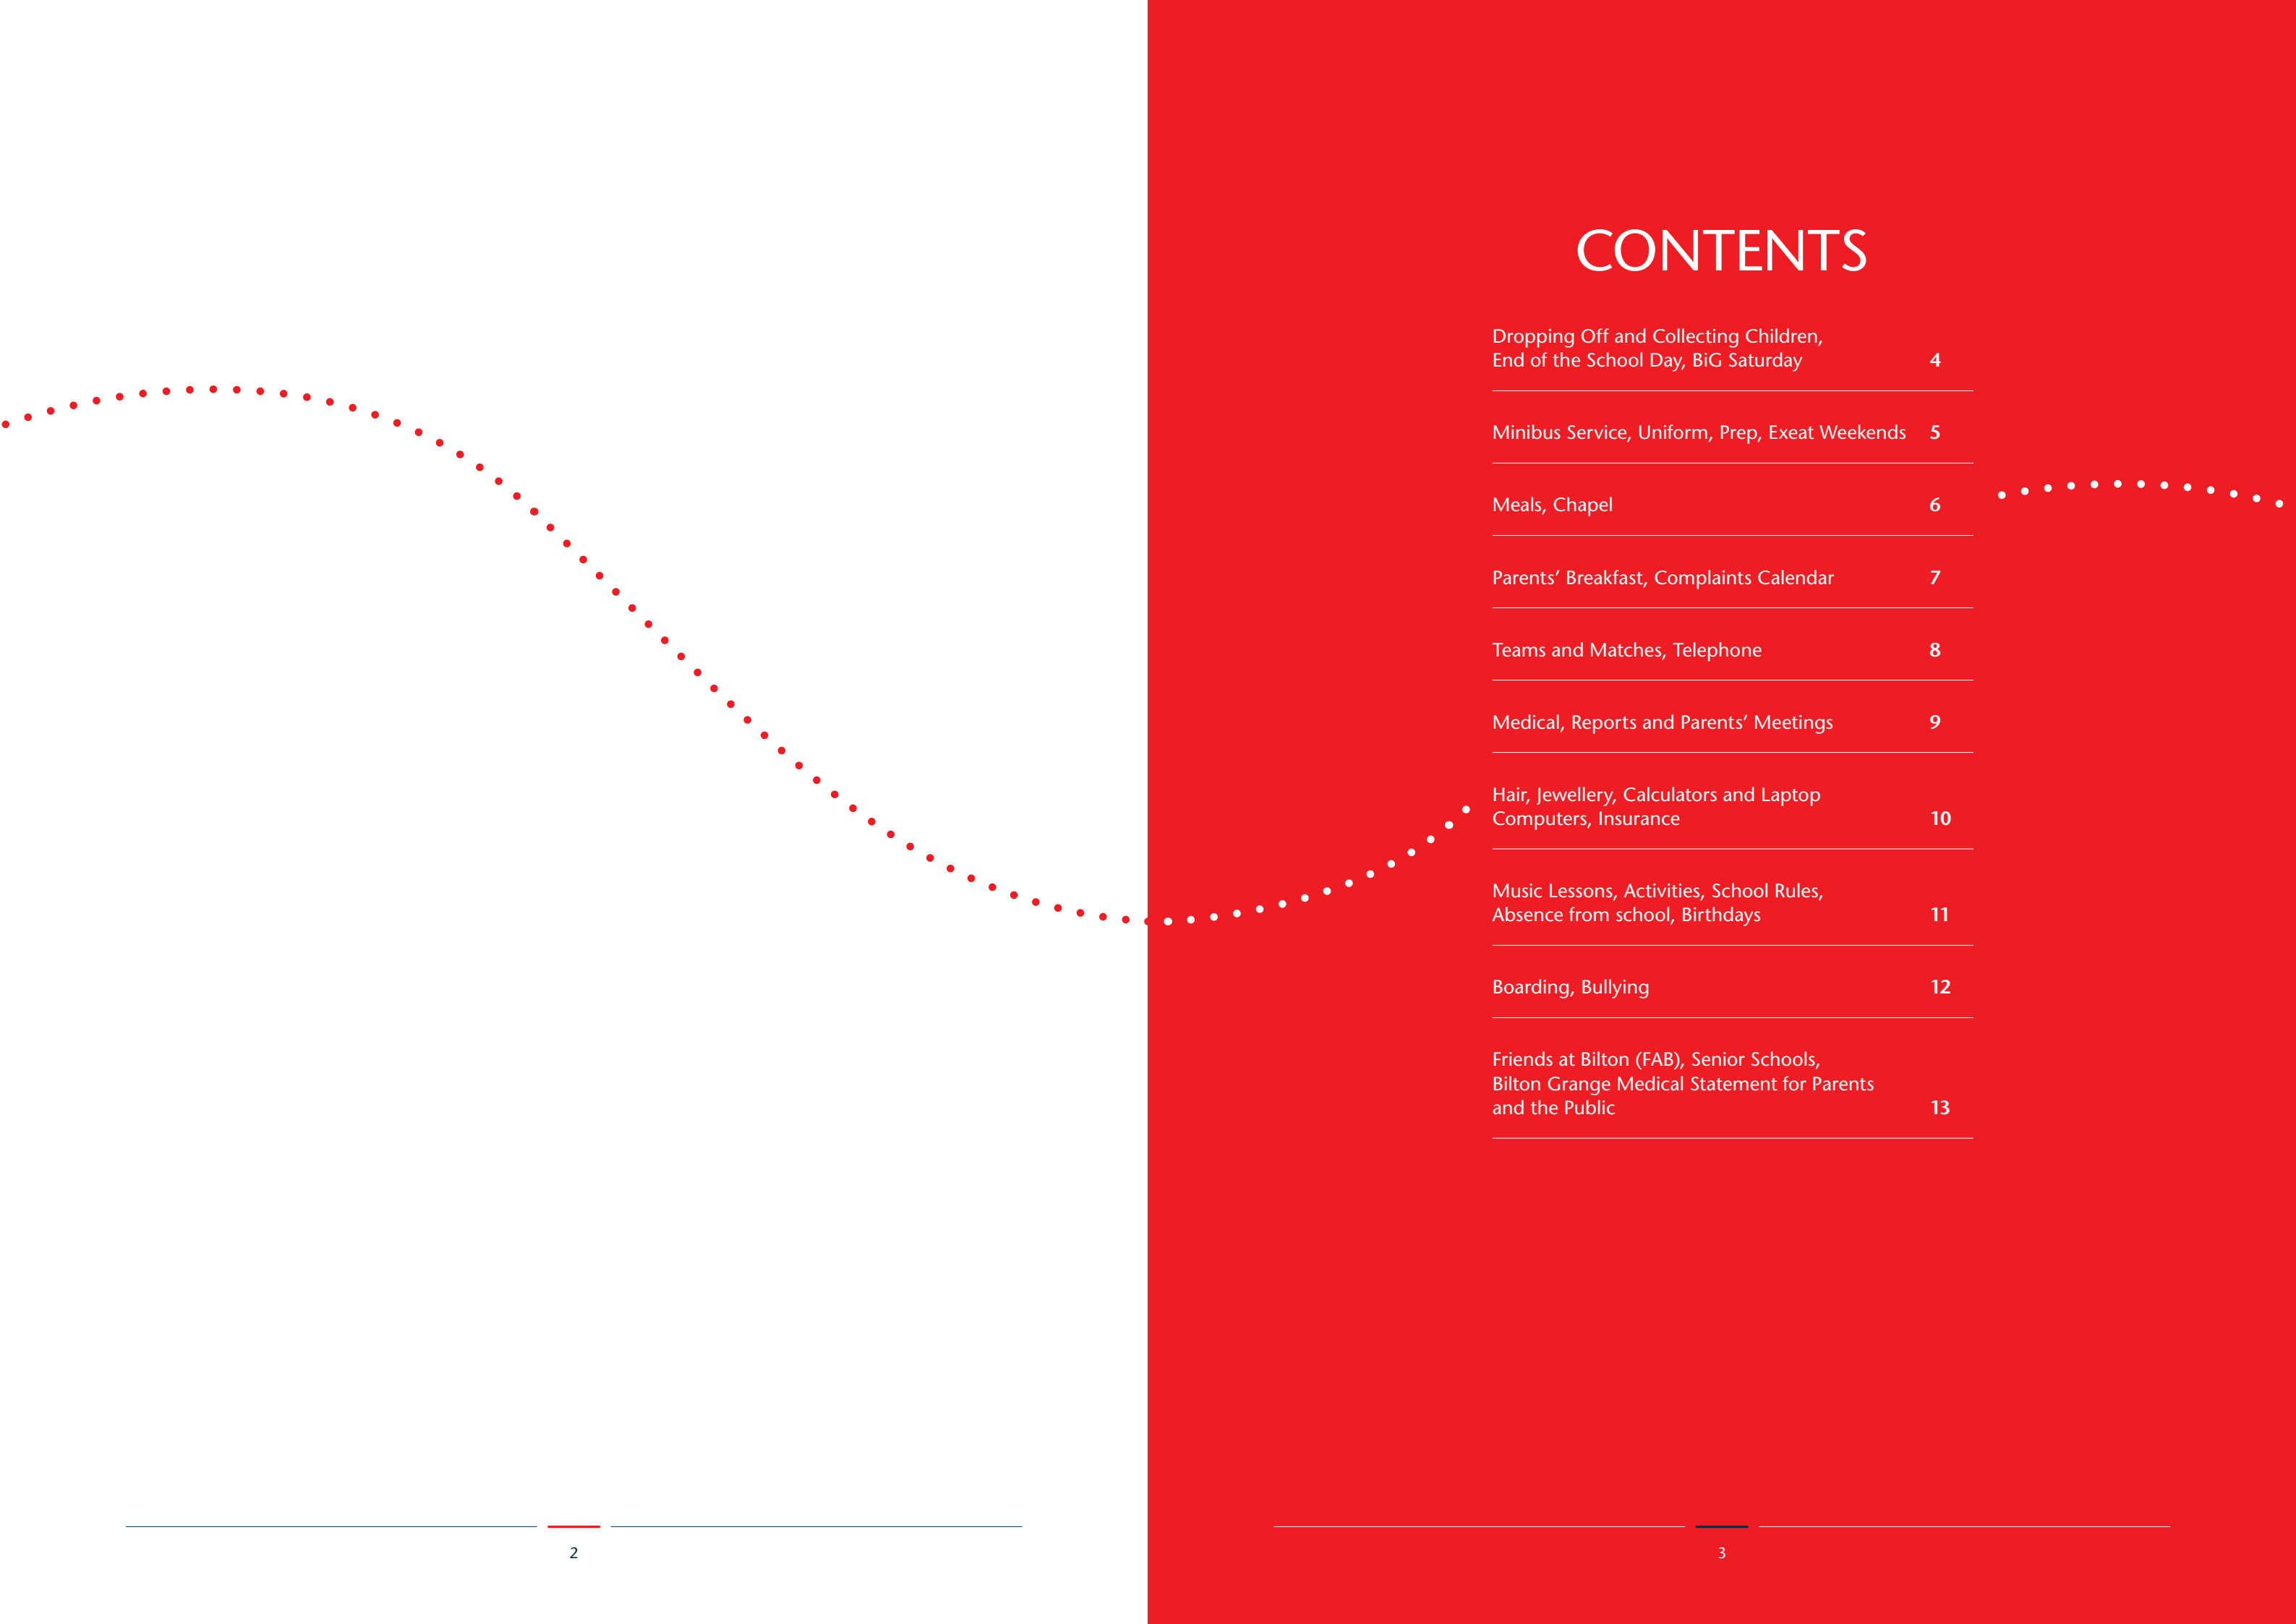 CONTENTS
Dropping Off and Collecting Children,
End of the School Day, BiG Saturday 4
Minibus Service, Uniform, Prep, Exeat Weekends 5
Meals, Chapel 6
Parents’ Breakfast, Complaints Calendar 7
Teams and Matches, Telephone 8
Medical, Reports and Parents’ Meetings 9
Hair, Jewellery, Calculators and Laptop
Computers, Insurance 10
Music Lessons, Activities, School Rules,
Absence from school, Birthdays 11
Boarding, Bullying 12
Friends at Bilton (FAB), Senior Schools,
Bilton Grange Medical Statement for Parents
and the Public 13
2
3